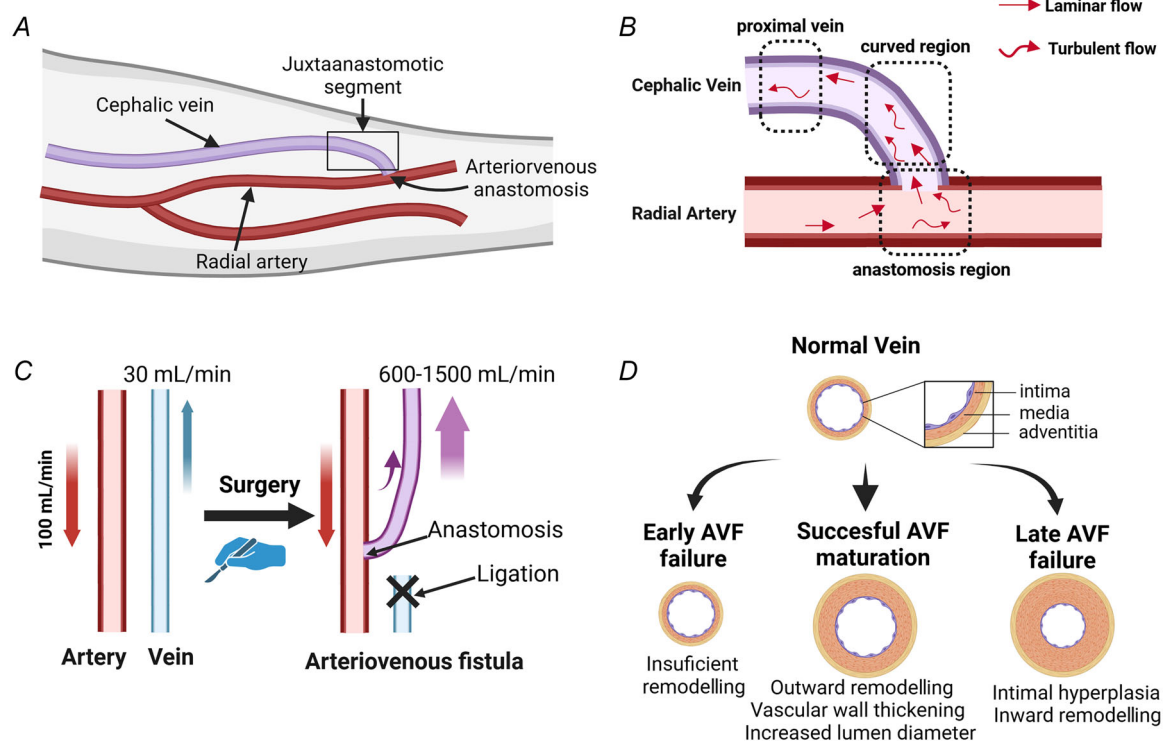 A
Juxtaanastomotic
segment
Cephalic vein
Arteriorvenous
anastomosis
Radial artery
B
Laminar flow
Turbulent flow
proximal vein
curved region
Cephalic Vein
Radial Artery
anastomosis region
C
30 mL/min
600-1500 mL/min
100 mL/min
Surgery
Anastomosis
Ligation
Artery
Vein
Arteriovenous fistula
D
Normal Vein
intima
media
adventitia
Early AVF
failure
Insuficient
remodelling
Succesful AVF
maturation
Outward remodelling
Vascular wall thickening
Increased lumen diameter
Late AVF
failure
Intimal hyperplasia
Inward remodelling